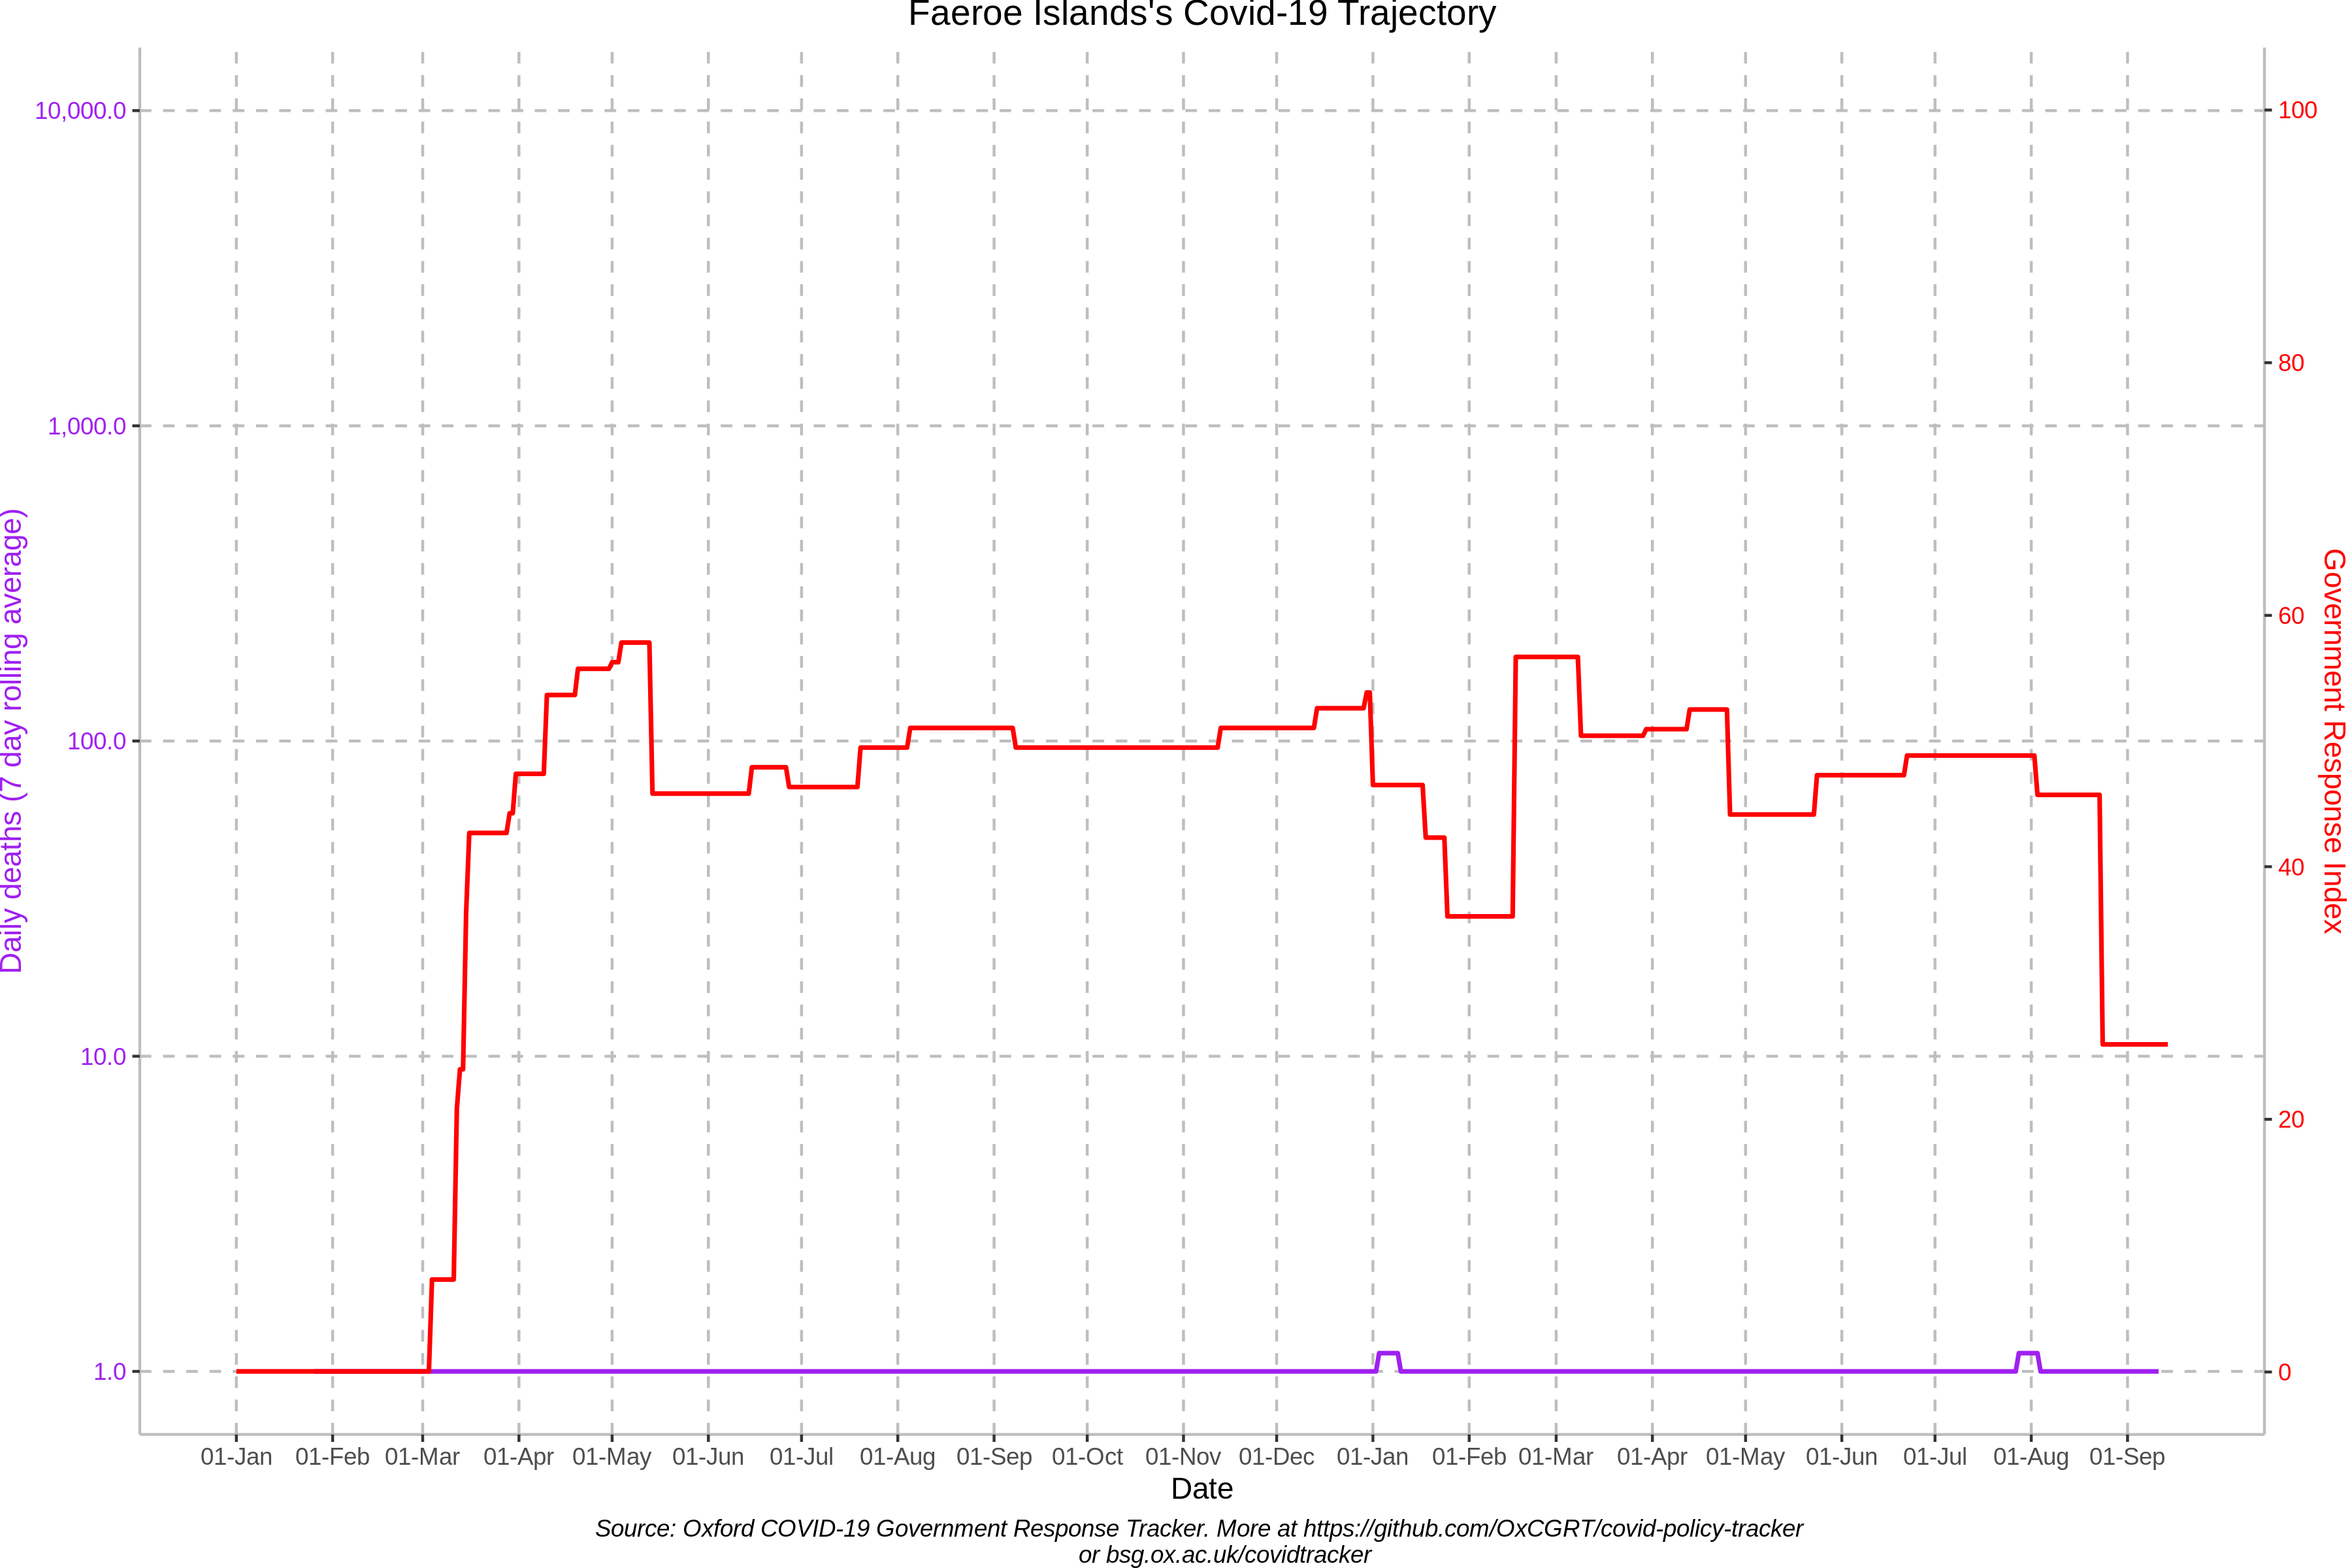 Faeroe Islands's Covid-19 Trajectory
10,000.0
1,000.0
100.0
10.0
1.0
Daily deaths (7 day rolling average)
100
80
60
40
20
0
Government Response Index
01-Jan 01-Feb 01-Mar 01-Apr 01-May 01-Jun 01-Jul 01-Aug 01-Sep 01-Oct 01-Nov 01-Dec 01-Jan 01-Feb 01-Mar 01-Apr 01-May 01-Jun 01-Jul 01-Aug 01-Sep
Date
Source: Oxford COVID-19 Government Response Tracker. More at https://github.com/OxCGRT/covid-policy-tracker
or bsg.ox.ac.uk/covidtracker